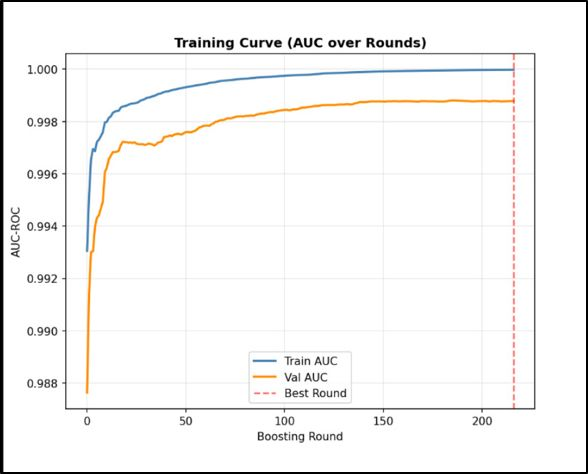 Training Curve (AUC over Rounds)
1.000
0.998
0.996
0.994
0.992
0.990
0.988
AUC-ROC
Train AUC
Val AUC
Best Round
0 50 100 150 200
Boosting Round